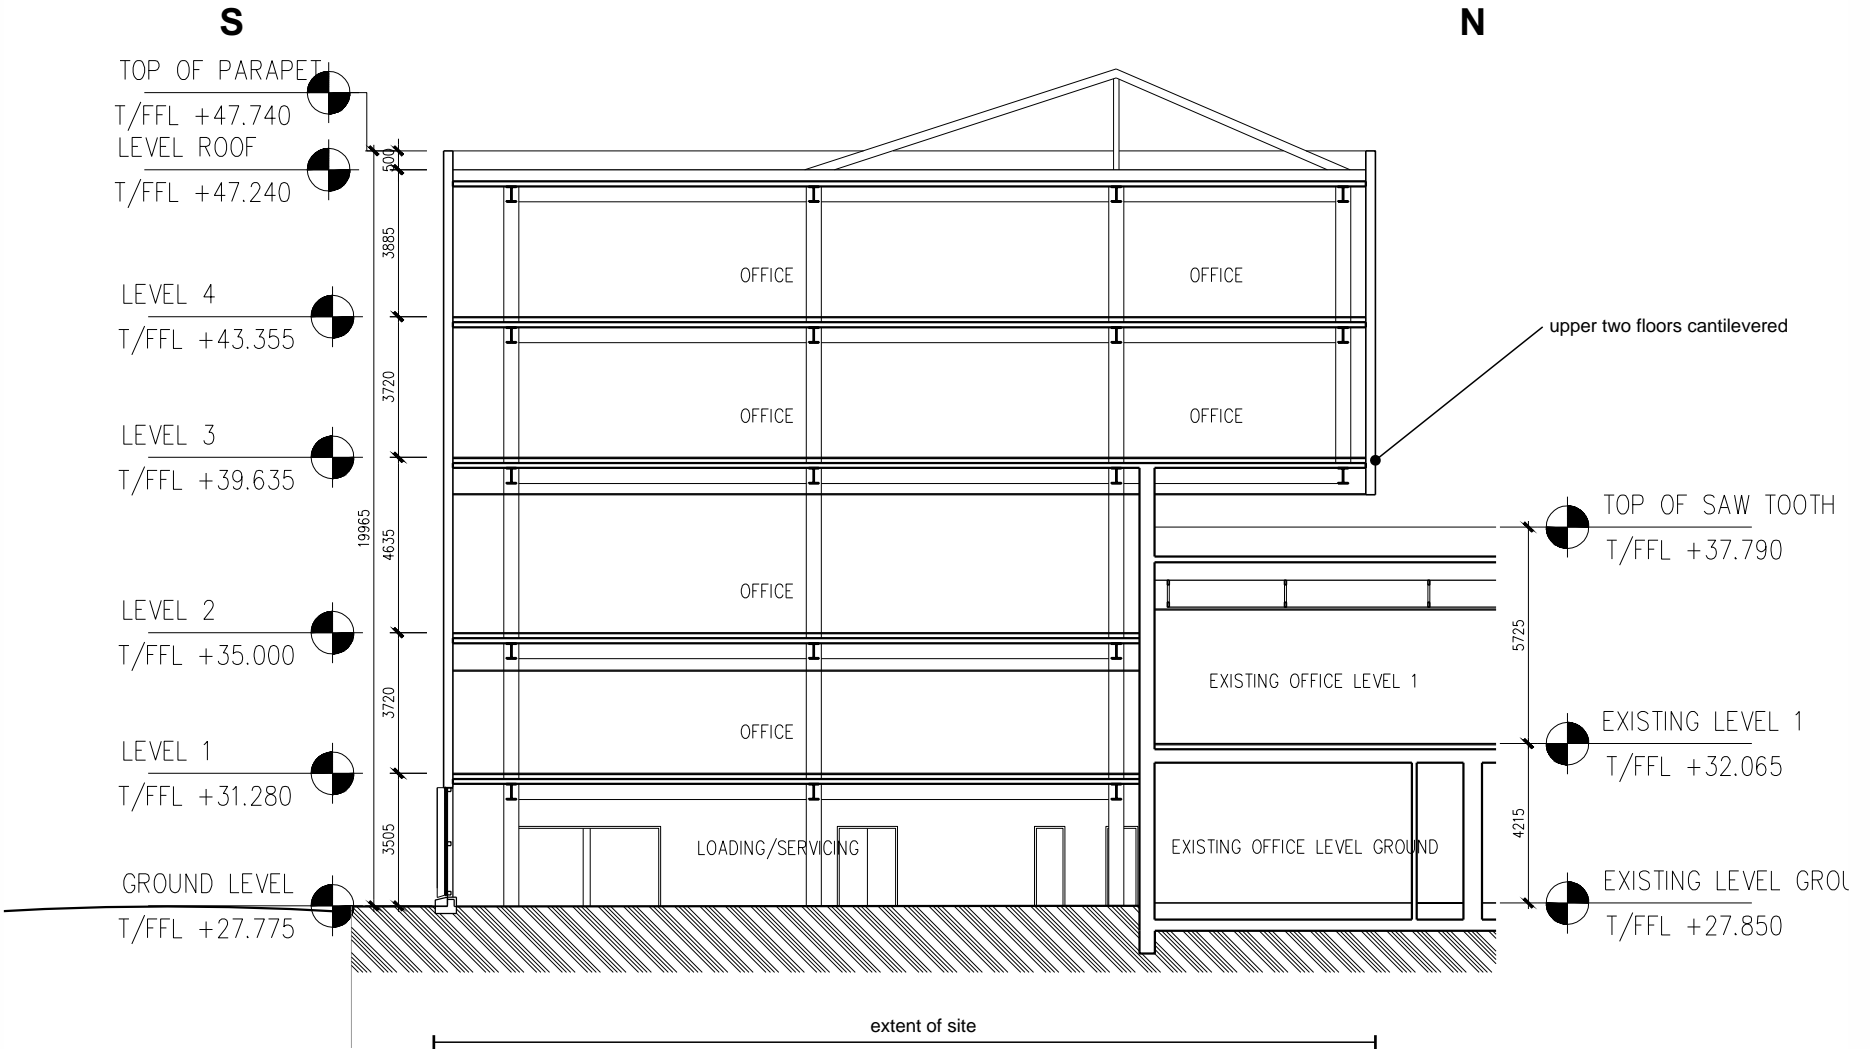 S
N
TOP OF PARAPET
T/FFL +47.740
LEVEL ROOF
T/FFL +47.240
500
3885
OFFICE
OFFICE
LEVEL 4
T/FFL +43.355
upper two floors cantilevered
3720
OFFICE
OFFICE
LEVEL 3
T/FFL +39.635
TOP OF SAW TOOTH
T/FFL +37.790
19965
4635
OFFICE
LEVEL 2
T/FFL +35.000
5725
EXISTING OFFICE LEVEL 1
3720
OFFICE
EXISTING LEVEL 1
T/FFL +32.065
LEVEL 1
T/FFL +31.280
3505
LOADING/SERVICING
EXISTING OFFICE LEVEL GROUND
4215
GROUND LEVEL
T/FFL +27.775
EXISTING LEVEL GROU
T/FFL +27.850
extent of site